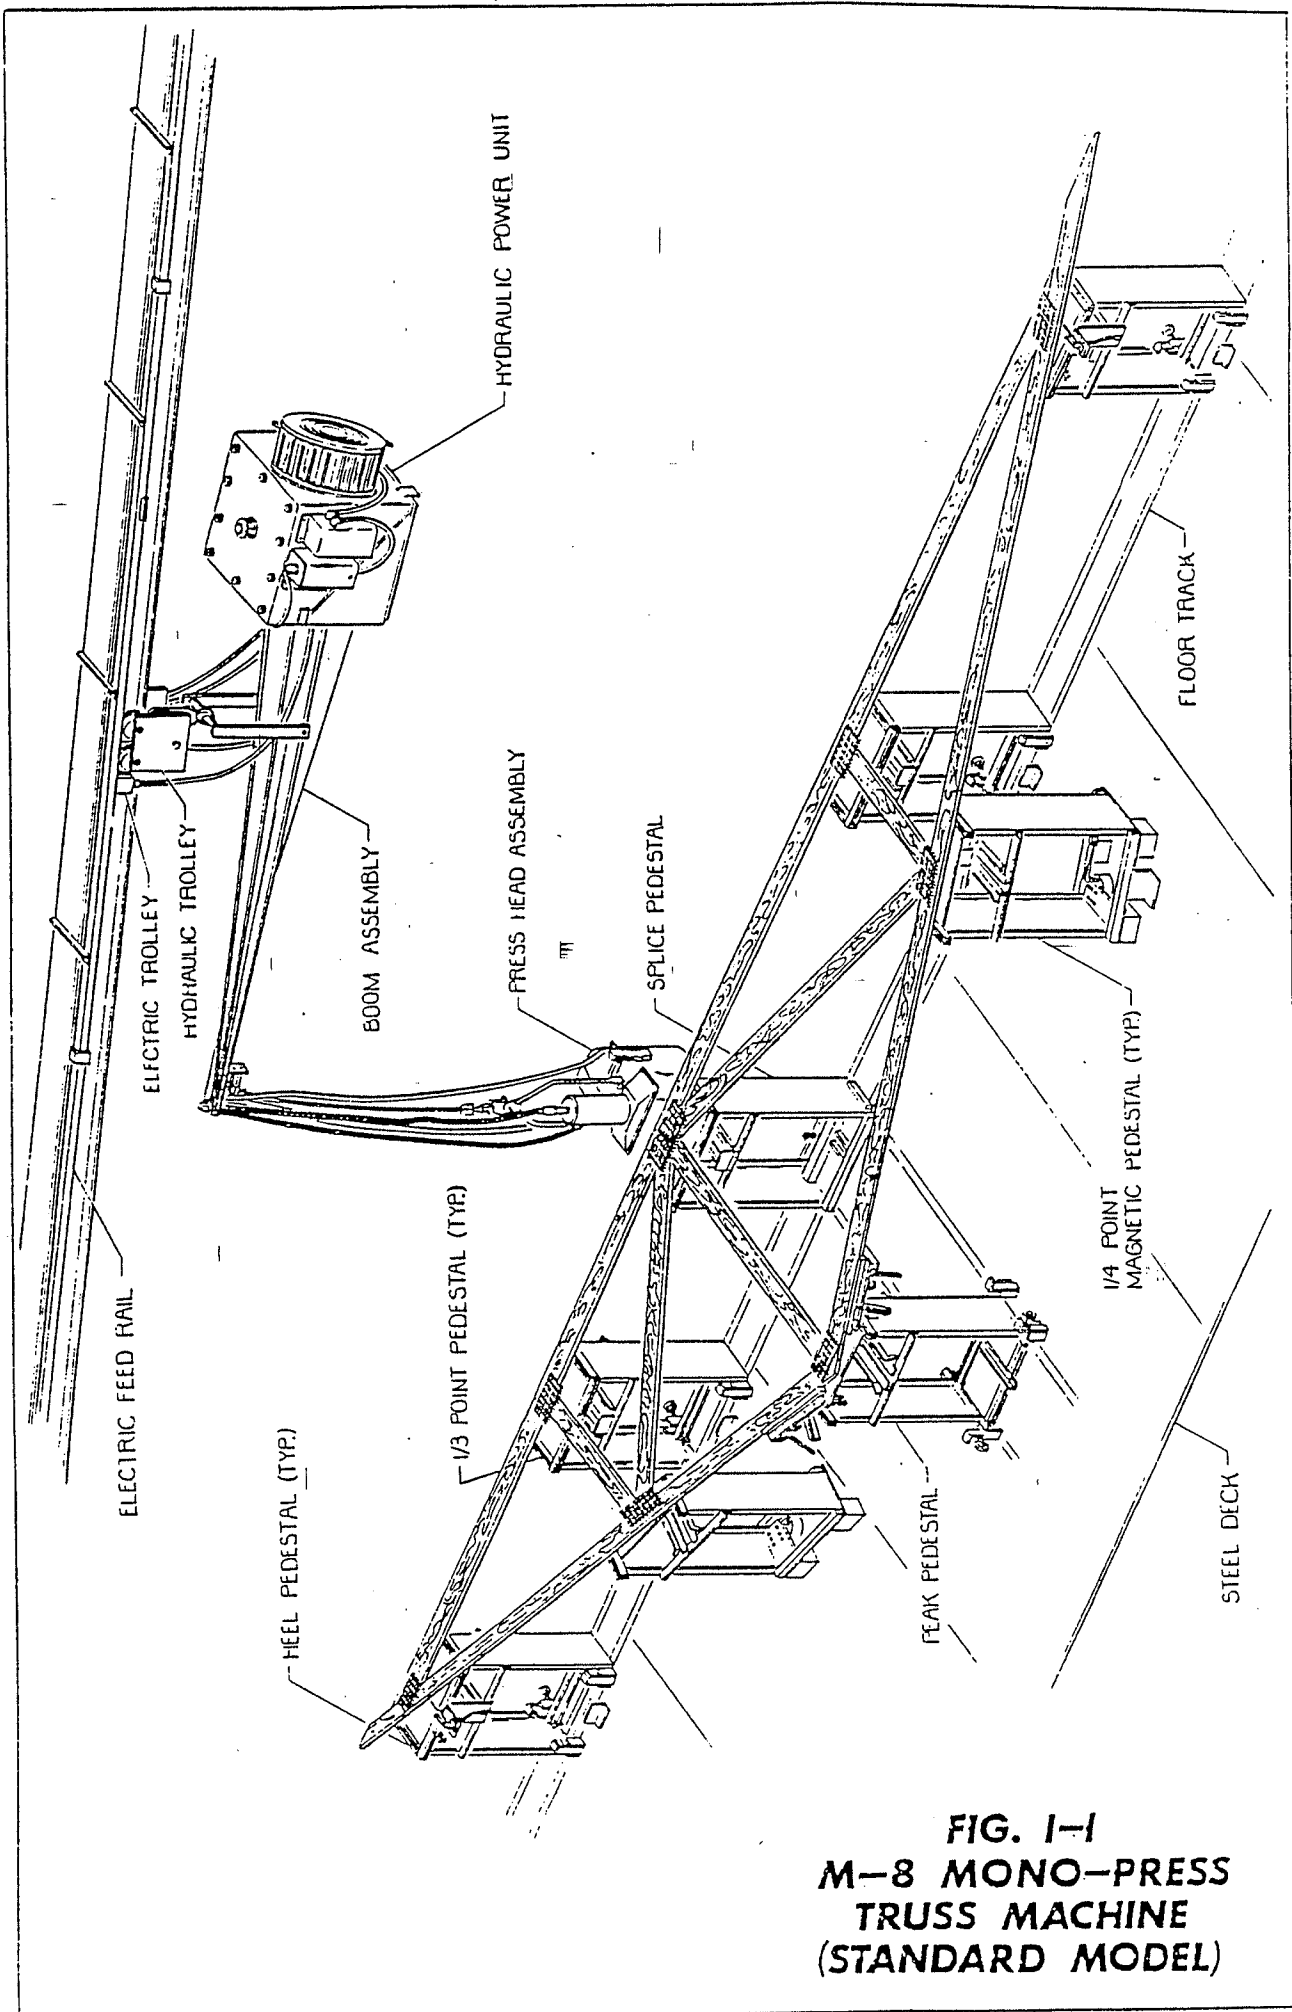 HYDRAULIC POWER UNIT
ELECTRIC TROLLEY
HYDRAULIC TROLLEY
BOOM ASSEMBLY
PRESS HEAD ASSEMBLY
SPLICE PEDESTAL
FLOOR TRACK
ELECTRIC FEED RAIL
HEEL PEDESTAL (TYP.)
1/3 POINT PEDESTAL (TYP.)
1/4 POINT
MAGNETIC PEDESTAL (TYP.)
PEAK PEDESTAL
STEEL DECK
FIG. 1-1
M-8 MONO-PRESS
TRUSS MACHINE
(STANDARD MODEL)